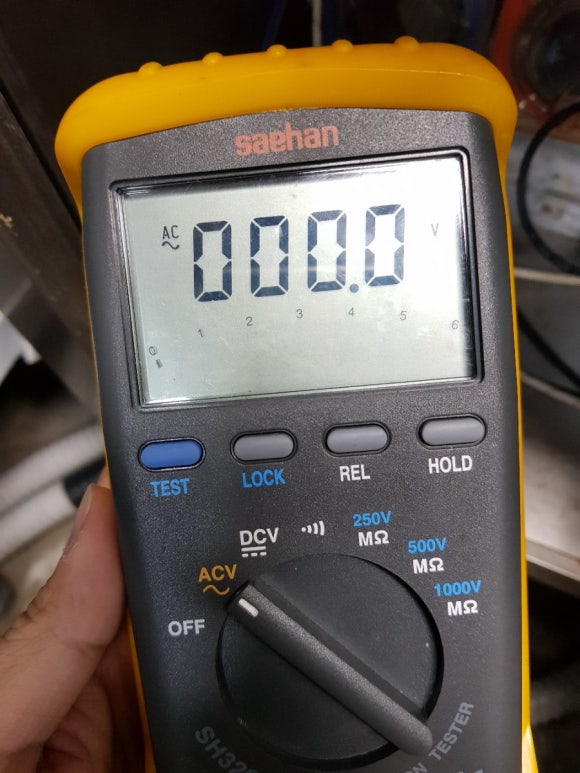 saehan
AC 000.0 V
0 1 2 3 4 5 6
TEST LOCK REL HOLD
OFF
ACV
DCV
250V
MΩ
500V
MΩ
1000V
MΩ
TESTER